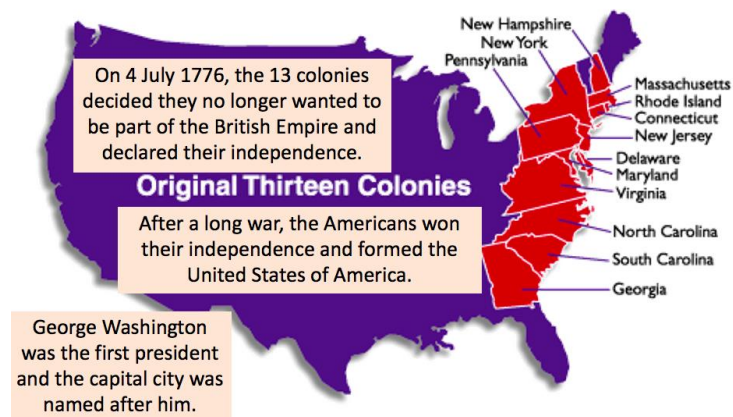 New Hampshire
New York
Pennsylvania
On 4 July 1776, the 13 colonies
decided they no longer wanted to
be part of the British Empire and
declared their independence.
Massachusetts
Rhode Island
Connecticut
New Jersey
Delaware
Maryland
Virginia
Original Thirteen Colonies
After a long war, the Americans won
their independence and formed the
United States of America.
North Carolina
South Carolina
Georgia
George Washington
was the first president
and the capital city was
named after him.